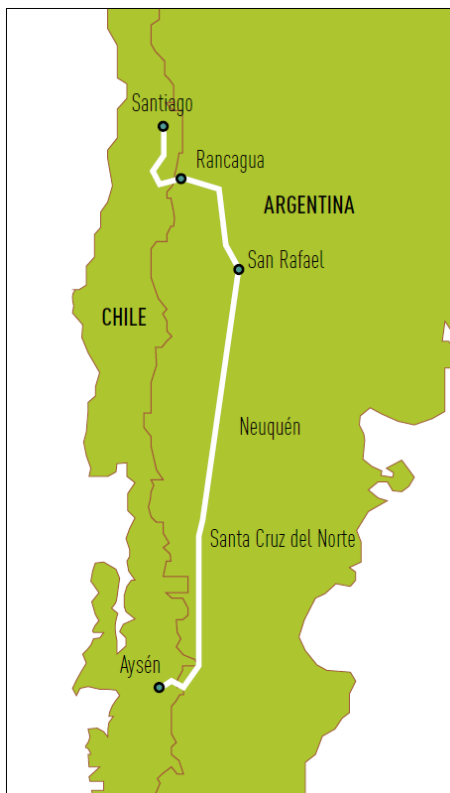 Santiago
Rancagua
ARGENTINA
San Rafael
CHILE
Neuquén
Santa Cruz del Norte
Aysén